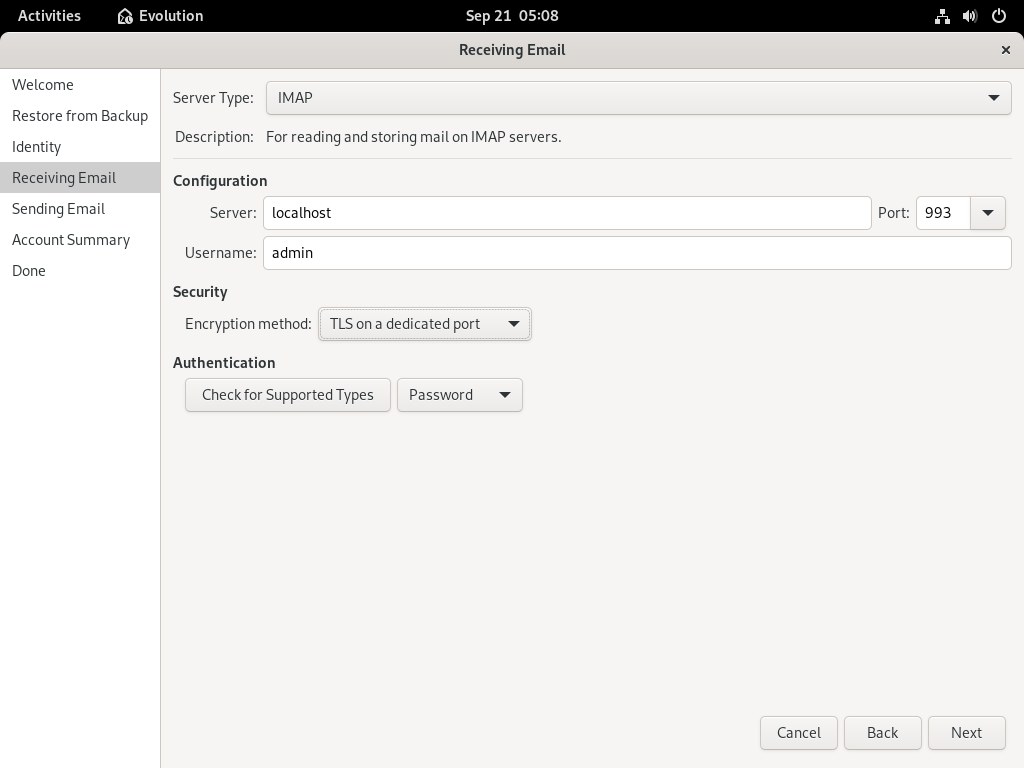 Activities Evolution Sep 21 05:08
Receiving Email
Welcome
Restore from Backup
Identity
Receiving Email
Sending Email
Account Summary
Done
Server Type: IMAP
Description: For reading and storing mail on IMAP servers.
Configuration
Server: localhost Port: 993
Username: admin
Security
Encryption method: TLS on a dedicated port
Authentication
Check for Supported Types Password
Cancel Back Next